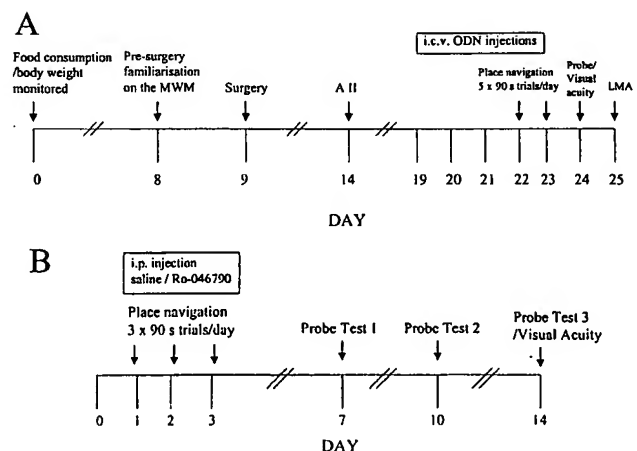 A
Food consumption
/body weight
monitored
Pre-surgery
familiarisation
on the MWM
Surgery
A II
i.c.v. ODN injections
Place navigation
5 x 90 s trials/day
Probe/
Visual
acuity
LMA
0 8 9 14 19 20 21 22 23 24 25
DAY
B
i.p. injection
saline / Ro-046790
Place navigation
3 x 90 s trials/day
Probe Test 1
Probe Test 2
Probe Test 3
/Visual Acuity
0 1 2 3 7 10 14
DAY